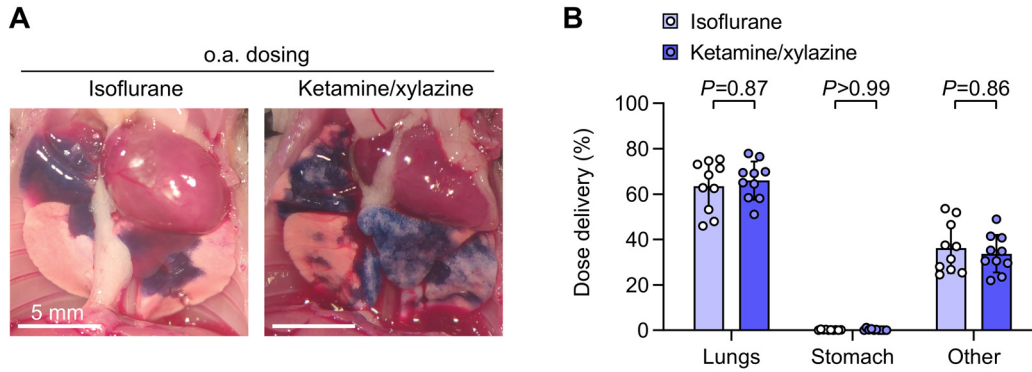 A
o.a. dosing
Isoflurane
Ketamine/xylazine
5 mm
B
Isoflurane
Ketamine/xylazine
P=0.87
P>0.99
P=0.86
Dose delivery (%)
100
80
60
40
20
0
Lungs
Stomach
Other